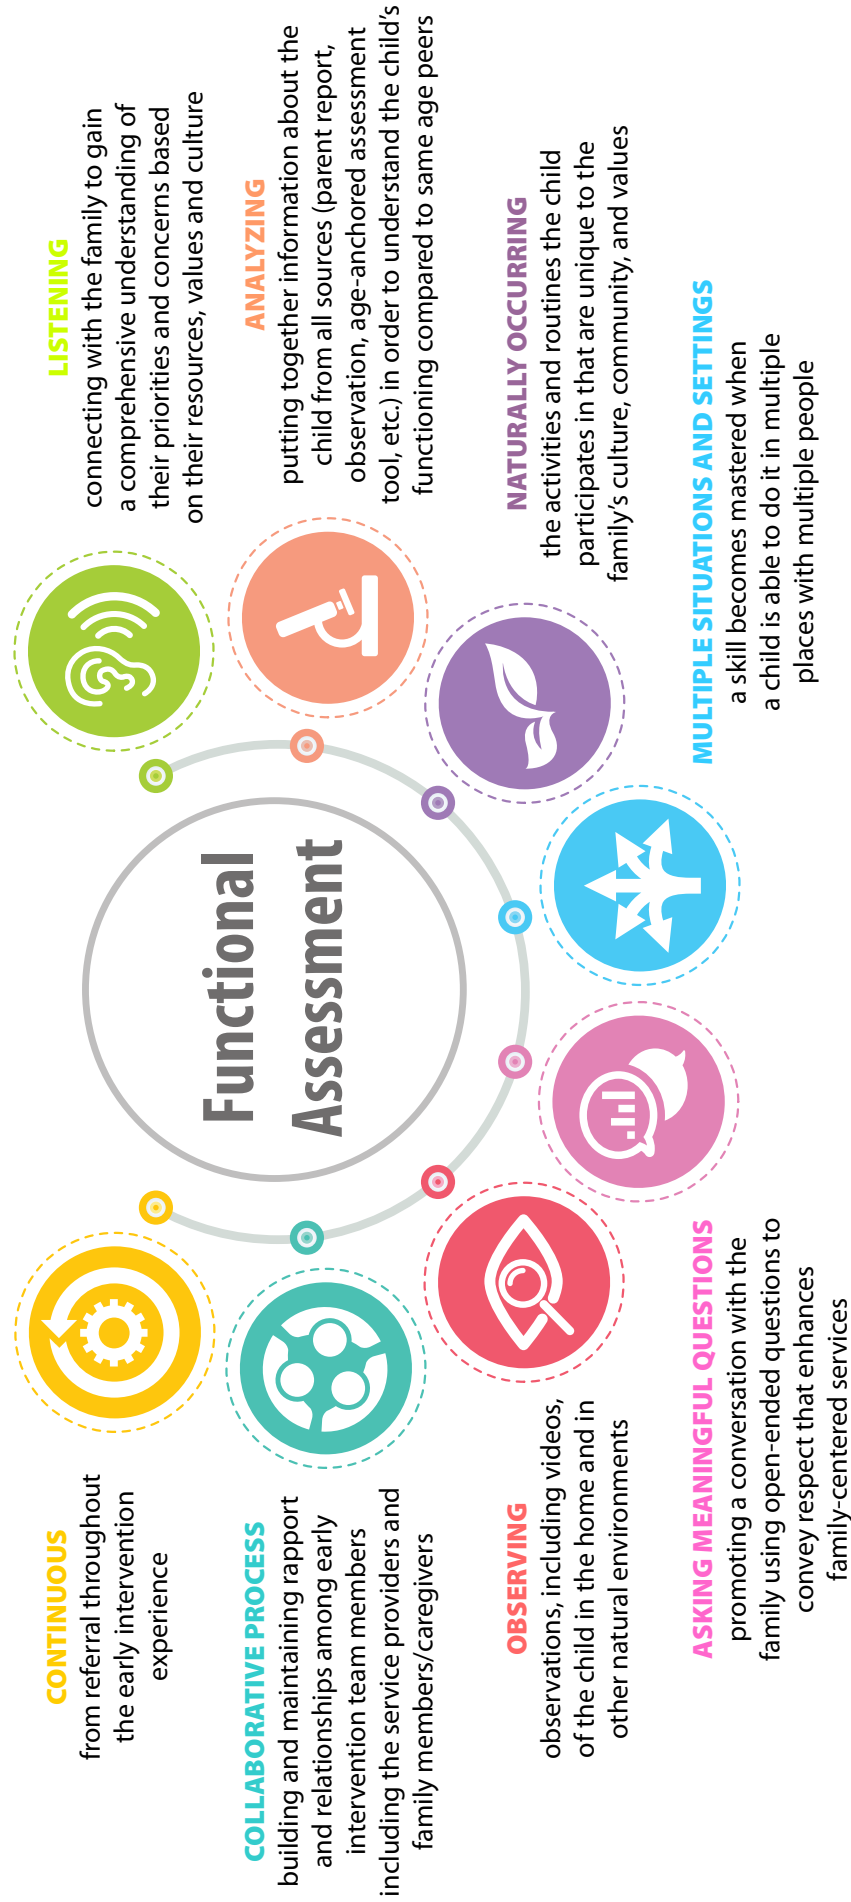 Functional
Assessment
CONTINUOUS
from referral throughout
the early intervention
experience
COLLABORATIVE PROCESS
building and maintaining rapport
and relationships among early
intervention team members
including the service providers and
family members/caregivers
OBSERVING
observations, including videos,
of the child in the home and in
other natural environments
ASKING MEANINGFUL QUESTIONS
promoting a conversation with the
family using open-ended questions to
convey respect that enhances
family-centered services
MULTIPLE SITUATIONS AND SETTINGS
a skill becomes mastered when
a child is able to do it in multiple
places with multiple people
NATURALLY OCCURRING
the activities and routines the child
participates in that are unique to the
family's culture, community, and values
ANALYZING
putting together information about the
child from all sources (parent report,
observation, age-anchored assessment
tool, etc.) in order to understand the child's
functioning compared to same age peers
LISTENING
connecting with the family to gain
a comprehensive understanding of
their priorities and concerns based
on their resources, values and culture